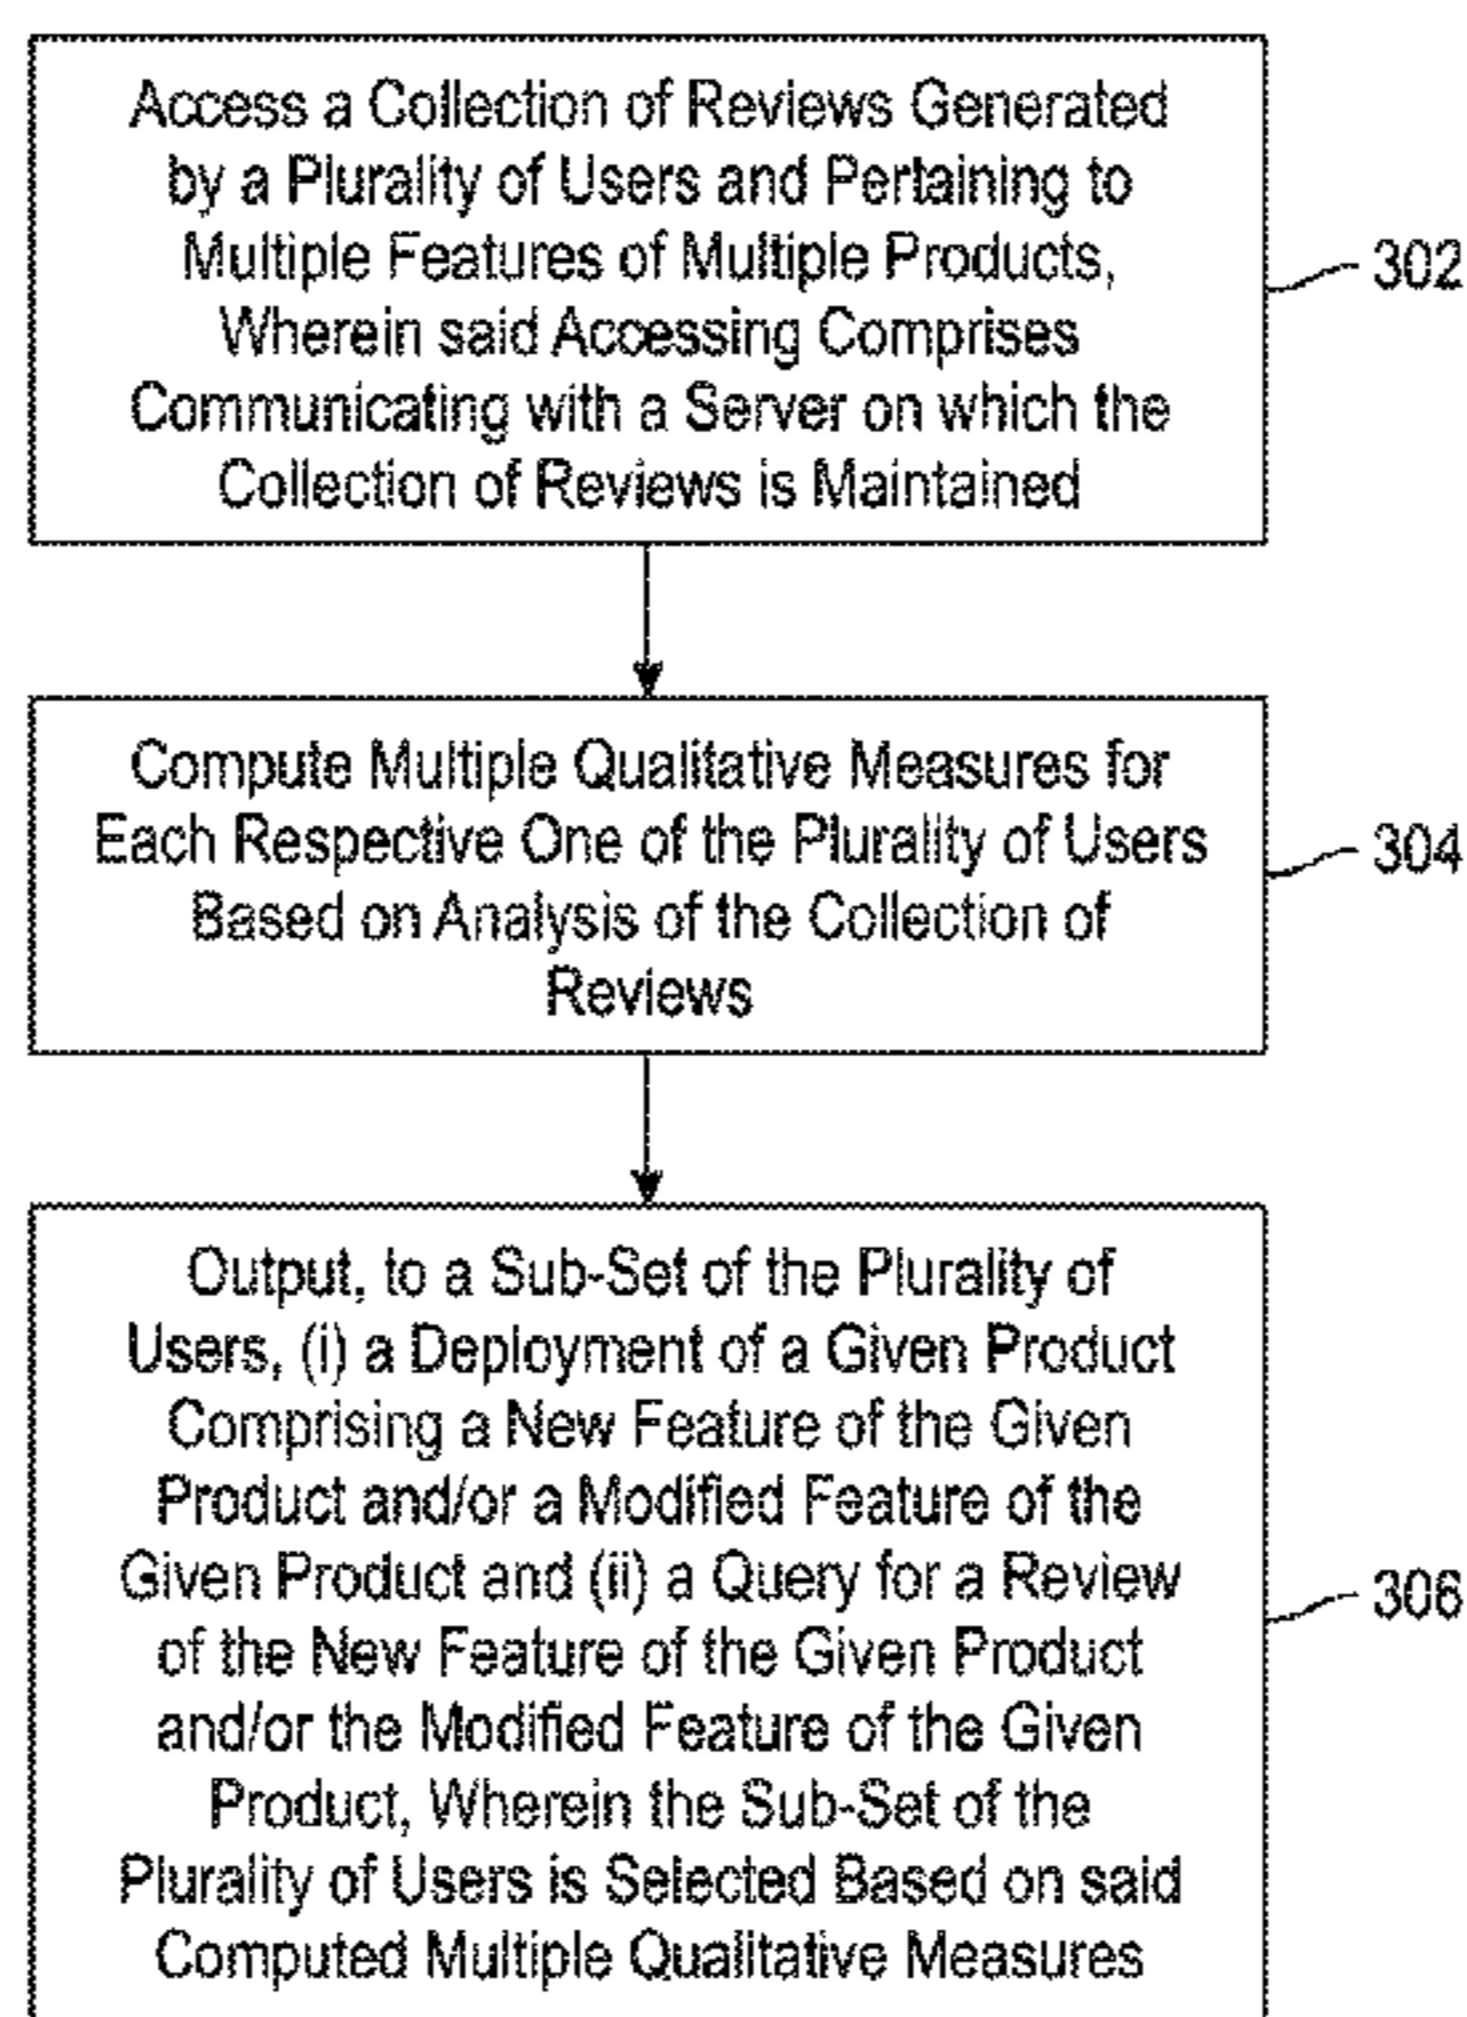 Access a Collection of Reviews Generated
by a Plurality of Users and Pertaining to
Multiple Features of Multiple Products,
Wherein said Accessing Comprises
Communicating with a Server on which the
Collection of Reviews is Maintained
302
Compute Multiple Qualitative Measures for
Each Respective One of the Plurality of Users
Based on Analysis of the Collection of
Reviews
304
Output, to a Sub-Set of the Plurality of
Users, (i) a Deployment of a Given Product
Comprising a New Feature of the Given
Product and/or a Modified Feature of the
Given Product and (ii) a Query for a Review
of the New Feature of the Given Product
and/or the Modified Feature of the Given
Product, Wherein the Sub-Set of the
Plurality of Users is Selected Based on said
Computed Multiple Qualitative Measures
306